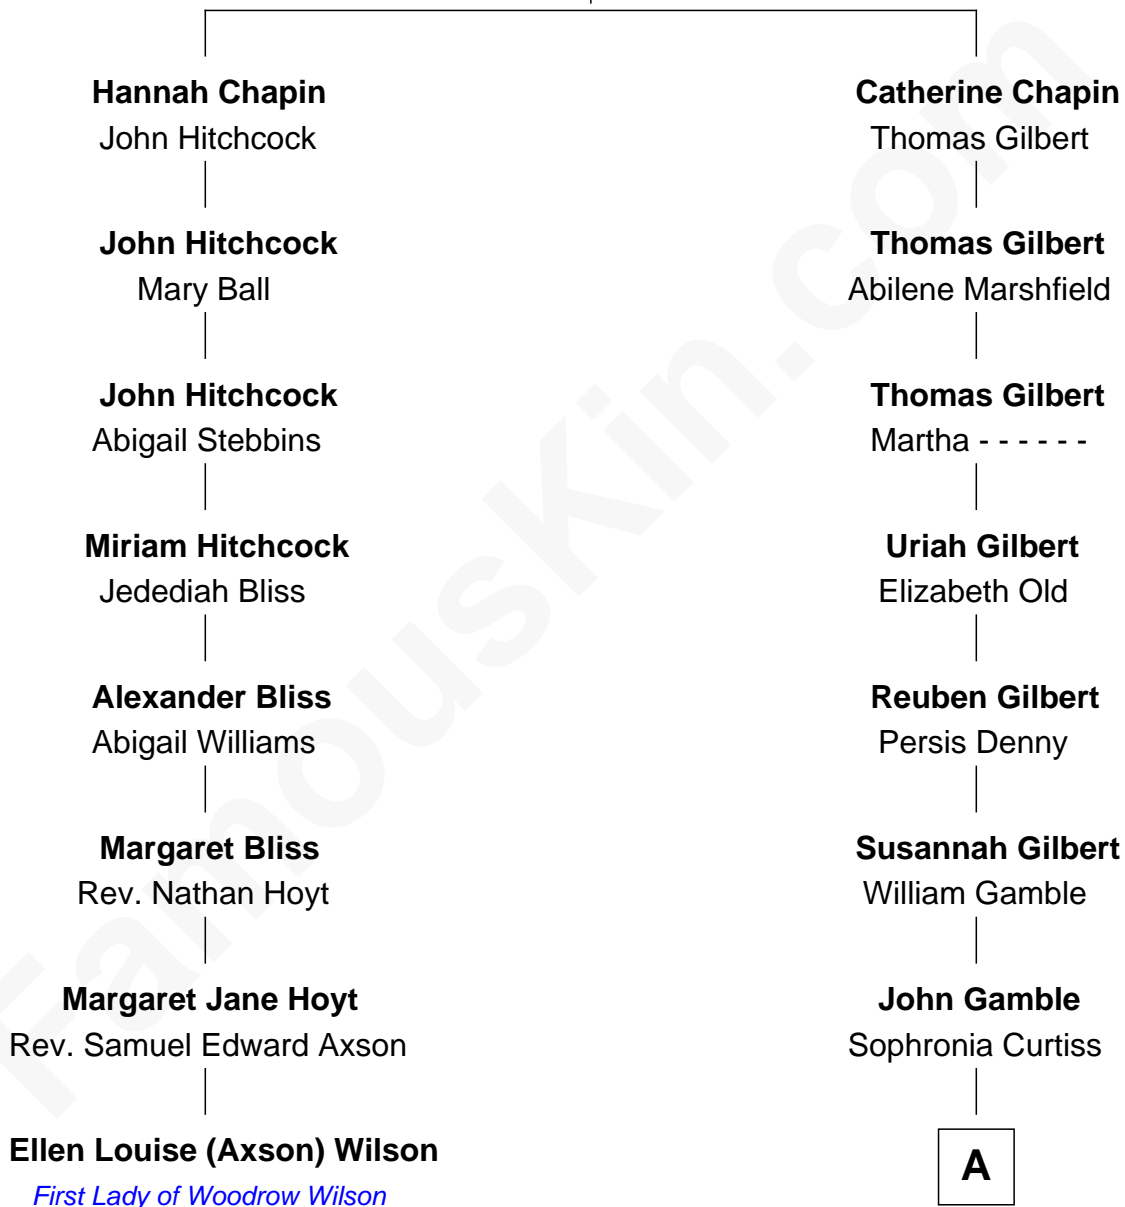 Hannah Chapin
John Hitchcock
John Hitchcock
Mary Ball
John Hitchcock
Abigail Stebbins
Miriam Hitchcock
Jedediah Bliss
Alexander Bliss
Abigail Williams
Margaret Bliss
Rev. Nathan Hoyt
Margaret Jane Hoyt
Rev. Samuel Edward Axson
Ellen Louise (Axson) Wilson
First Lady of Woodrow Wilson
Catherine Chapin
Thomas Gilbert
Thomas Gilbert
Abilene Marshfield
Thomas Gilbert
Martha - - - - - -
Uriah Gilbert
Elizabeth Old
Reuben Gilbert
Persis Denny
Susannah Gilbert
William Gamble
John Gamble
Sophronia Curtiss
A
FamousKin.com